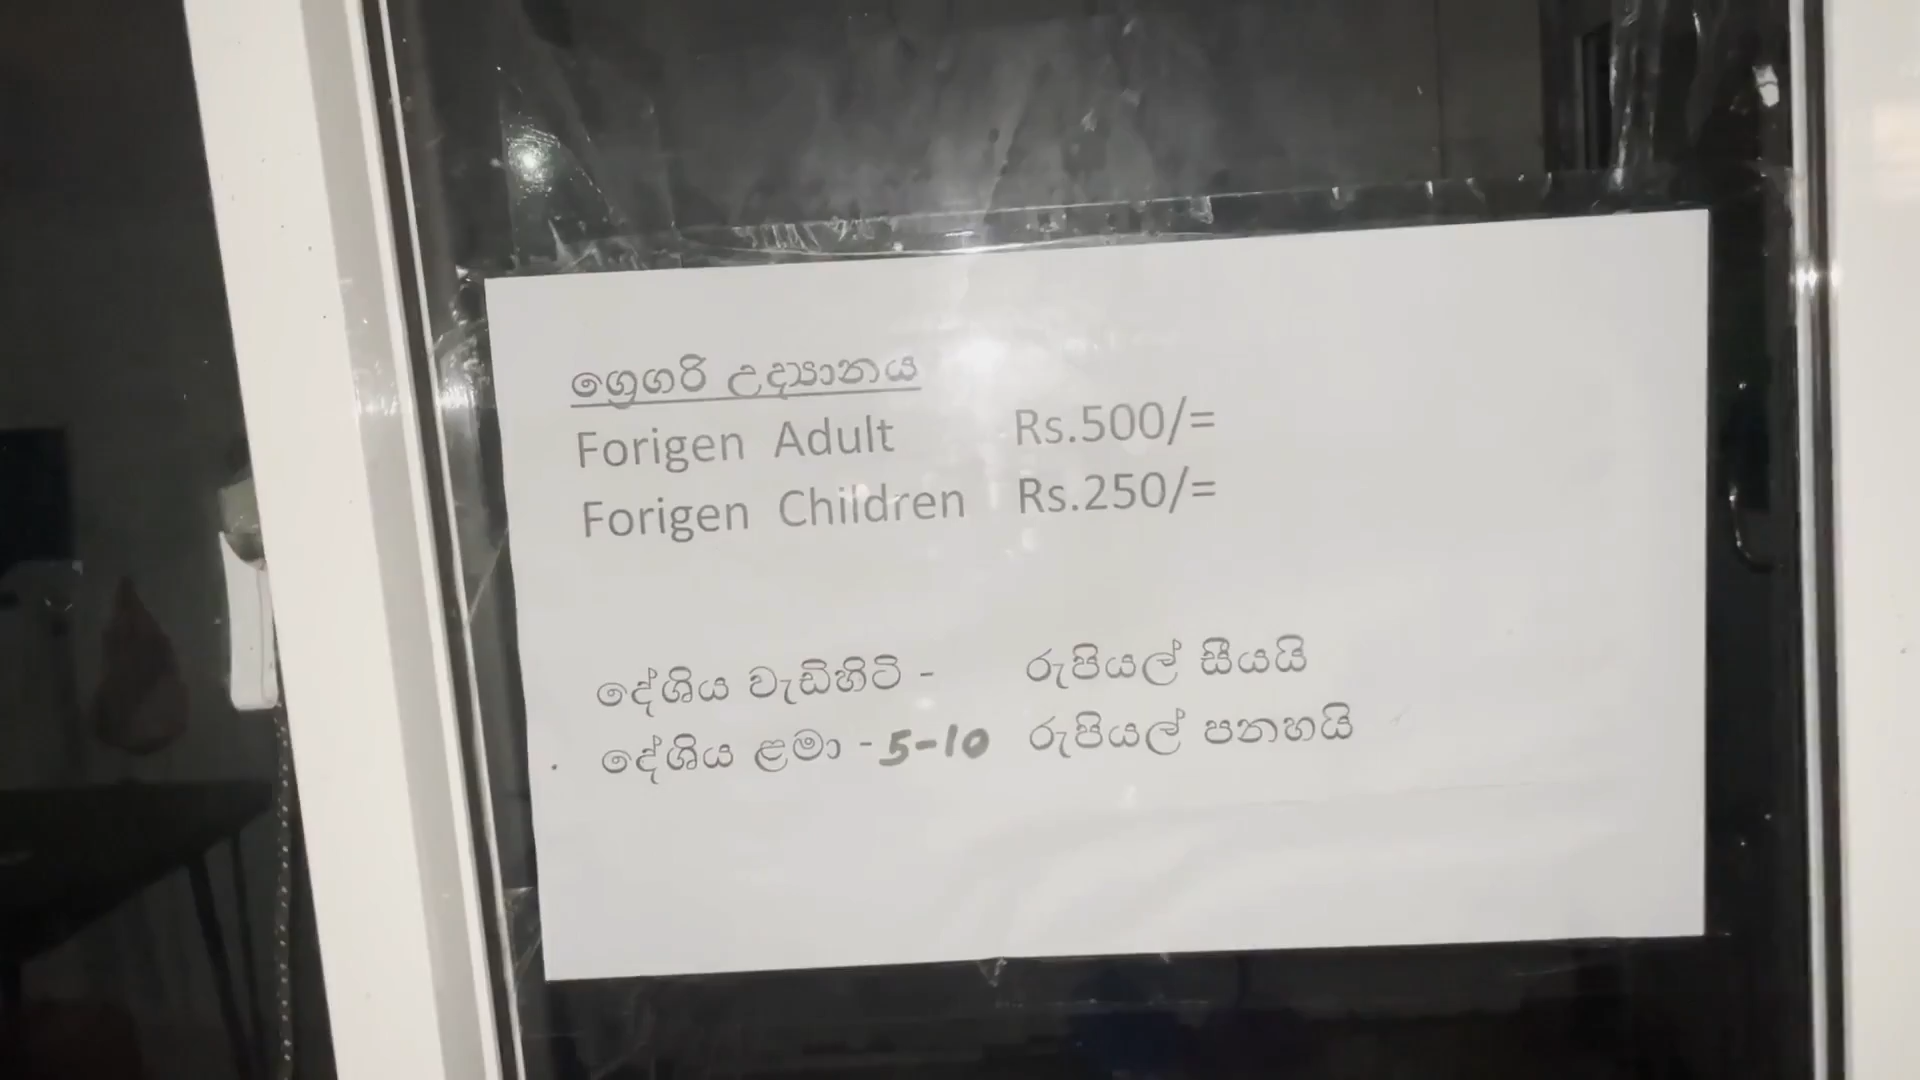 ග්‍රෙගරි උද්‍යානය
Forigen Adult Rs.500/=
Forigen Children Rs.250/=
දේශිය වැඩිහිටි - රුපියල් සීයයි
දේශිය ළමා - 5-10 රුපියල් පනහයි